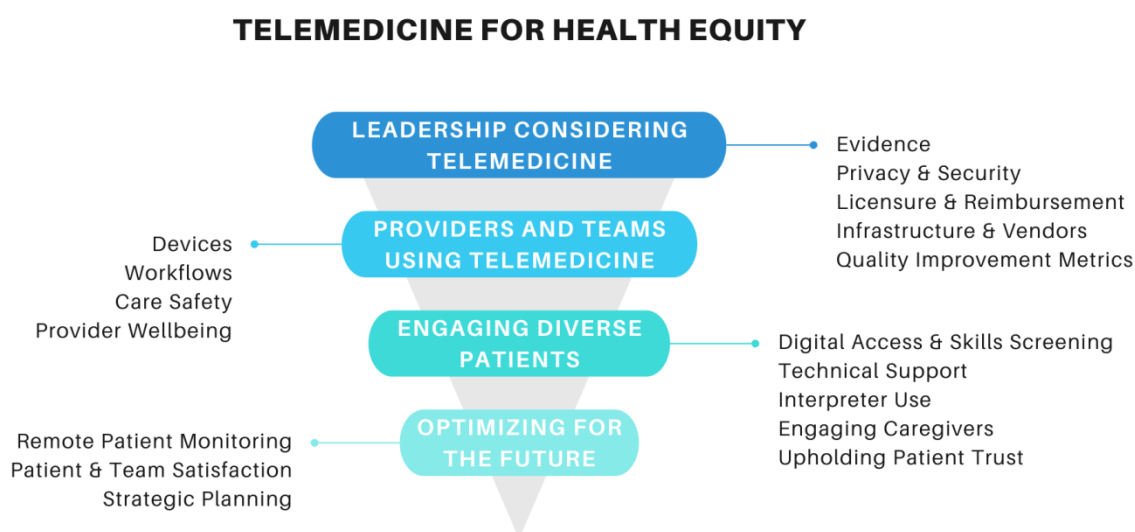 TELEMEDICINE FOR HEALTH EQUITY
LEADERSHIP CONSIDERING
TELEMEDICINE
Evidence
Privacy & Security
Licensure & Reimbursement
Infrastructure & Vendors
Quality Improvement Metrics
PROVIDERS AND TEAMS
USING TELEMEDICINE
Devices
Workflows
Care Safety
Provider Wellbeing
ENGAGING DIVERSE
PATIENTS
Digital Access & Skills Screening
Technical Support
Interpreter Use
Engaging Caregivers
Upholding Patient Trust
OPTIMIZING FOR
THE FUTURE
Remote Patient Monitoring
Patient & Team Satisfaction
Strategic Planning